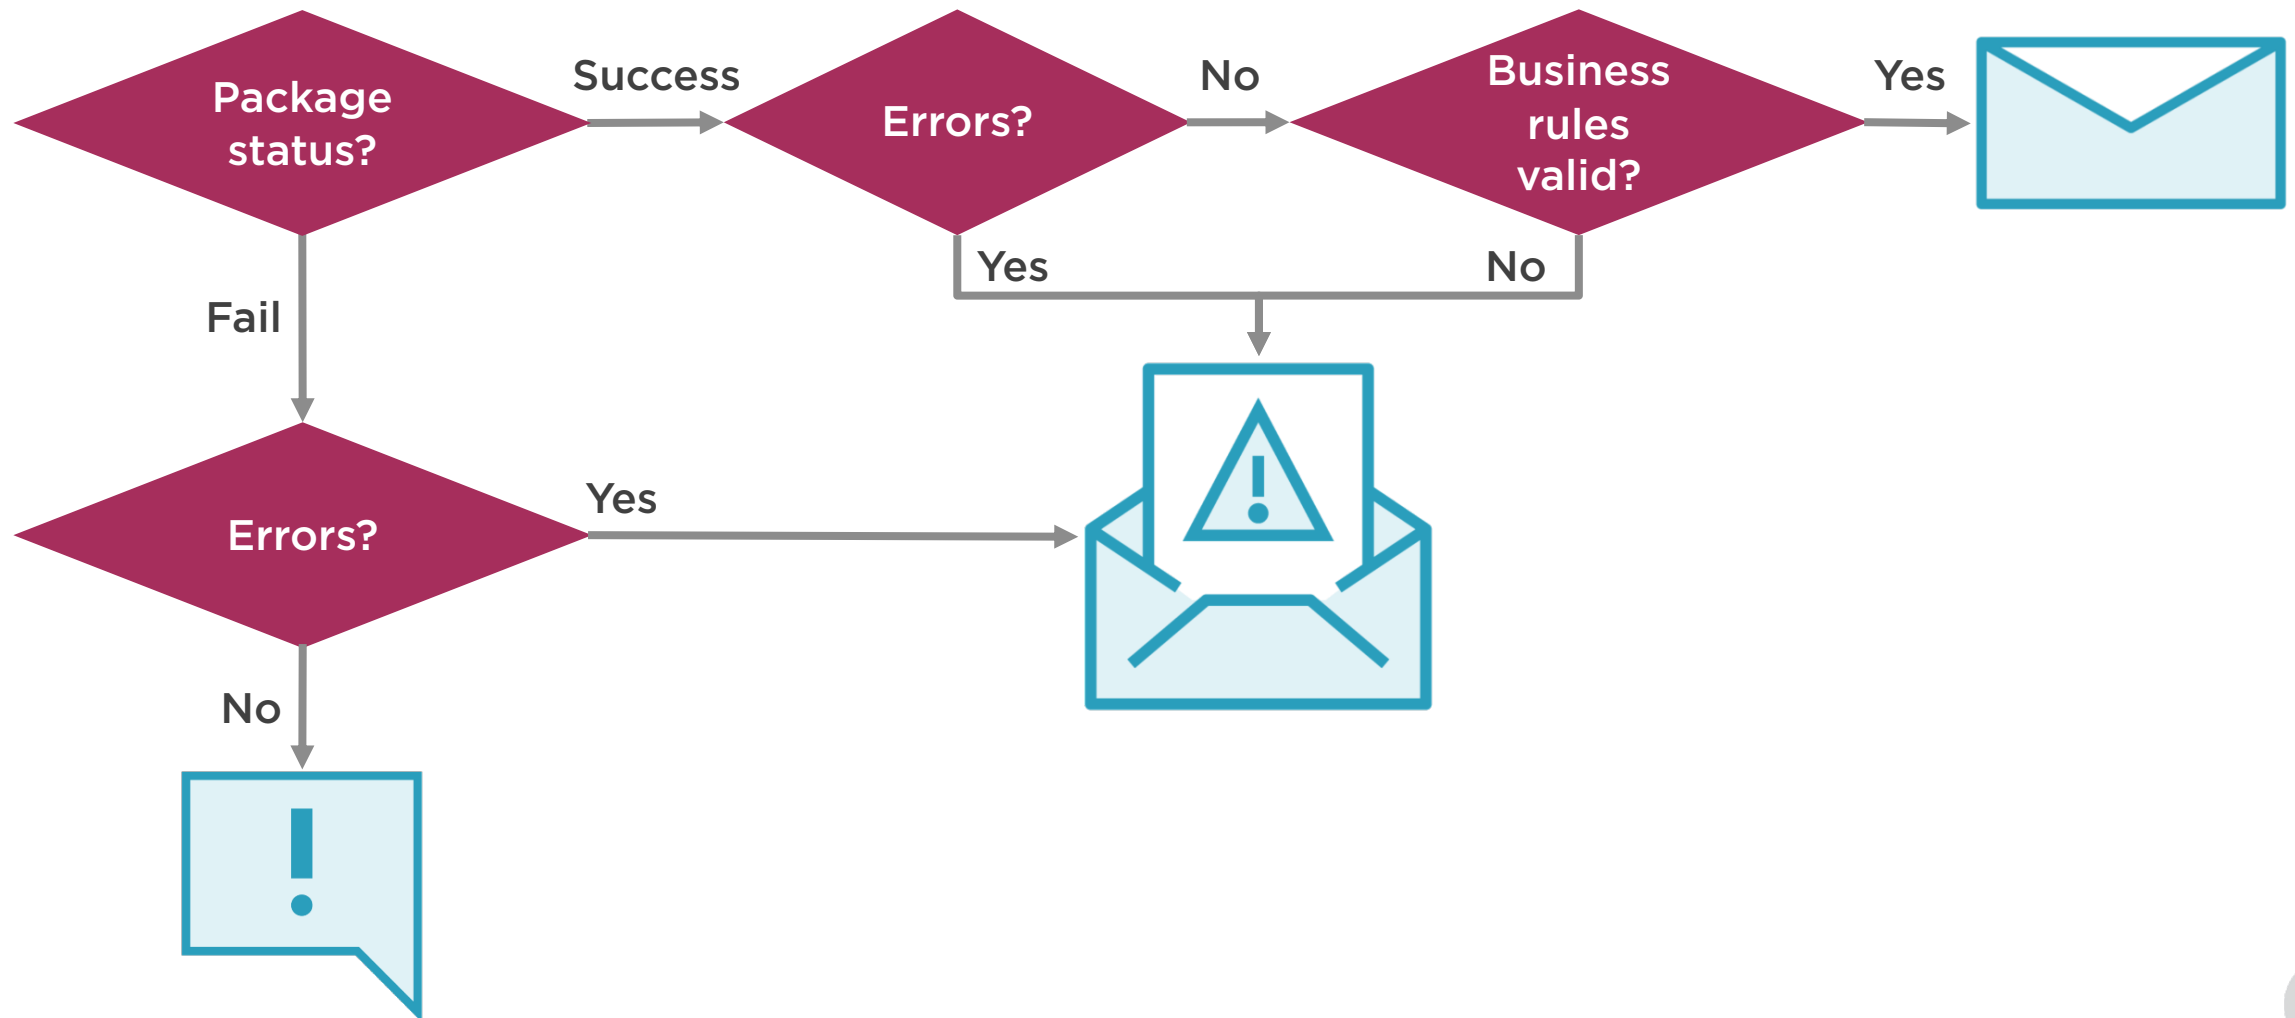 Package
status?
Success
Errors?
No
Business
rules
valid?
Yes
Yes
No
Fail
Errors?
Yes
No